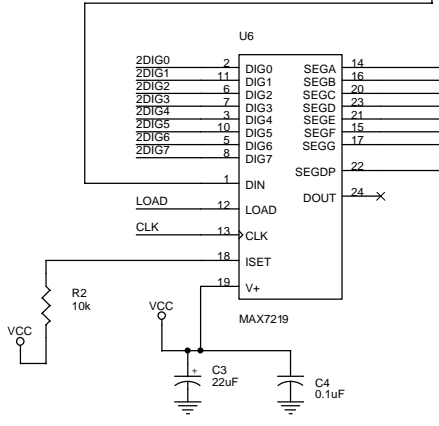 U6
2DIG0 2 DIG0 SEGA 14
2DIG1 11 DIG1 SEGB 16
2DIG2 6 DIG2 SEGC 20
2DIG3 7 DIG3 SEGD 23
2DIG4 3 DIG4 SEGE 21
2DIG5 10 DIG5 SEGF 15
2DIG6 5 DIG6 SEGG 17
2DIG7 8 DIG7
SEGDP 22
1 DIN
DOUT 24
LOAD 12 LOAD
CLK 13 CLK
18 ISET
19 V+
R2
10k
VCC
MAX7219
VCC
+
C3
22uF
C4
0.1uF